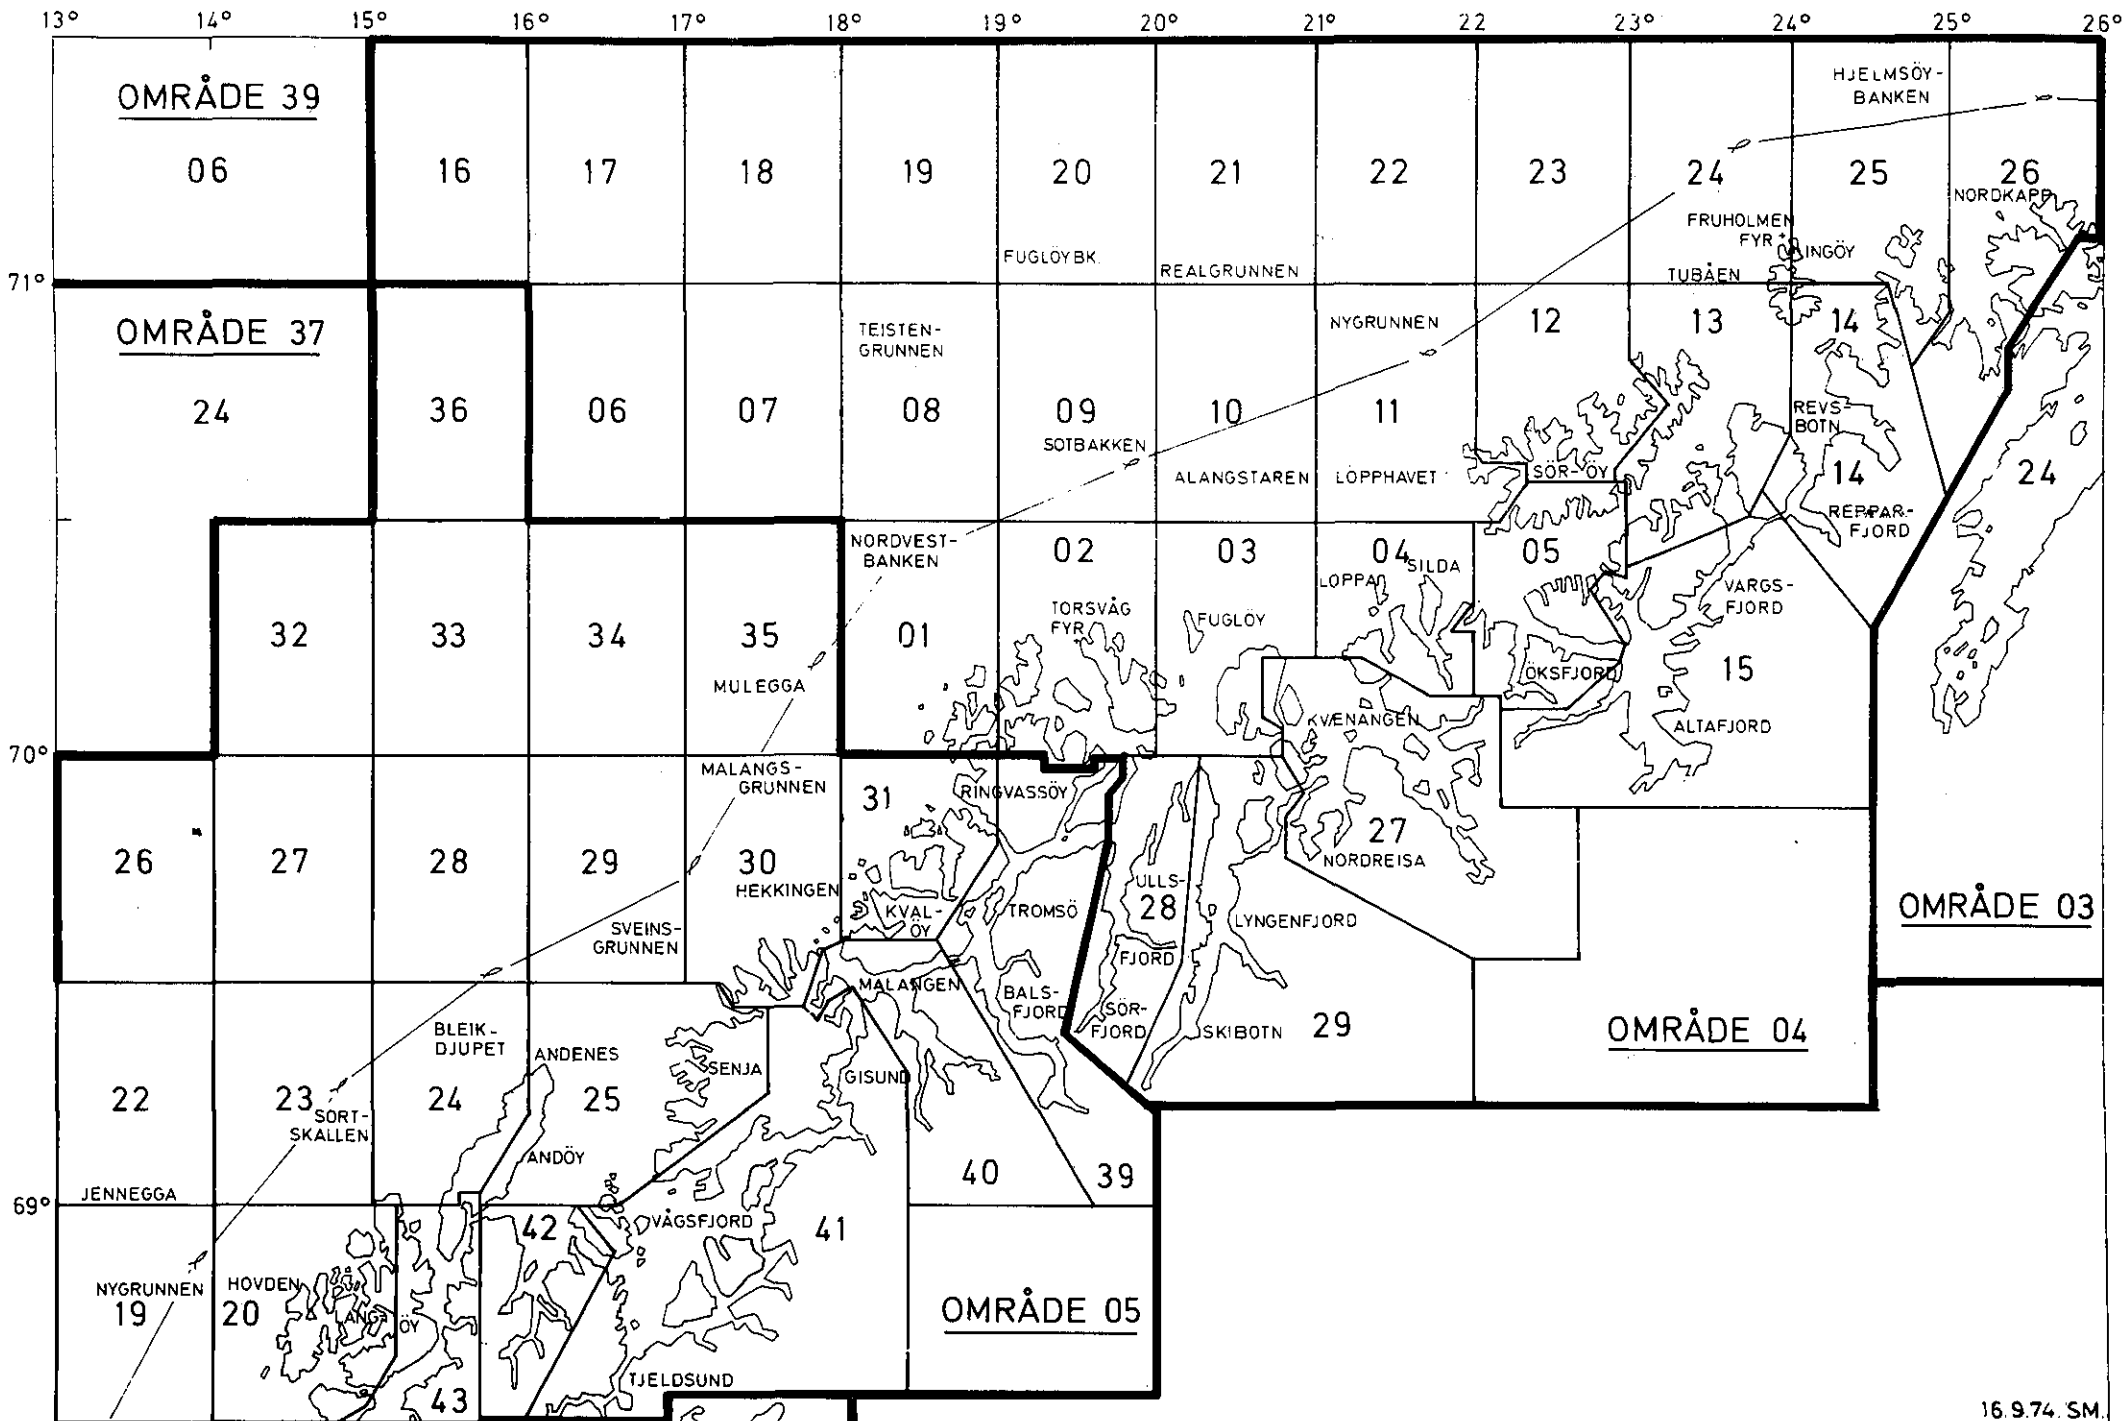 13° 14° 15° 16° 17° 18° 19° 20° 21° 22 23° 24° 25° 26°
HJELMSÖY-
BANKEN
OMRÅDE 39
06 16 17 18 19 20 21 22 23 24 25 26
NORDKAPP
FRUHOLMEN
FYR
INGÖY
FUGLÖYBK.
REALGRUNNEN
TUBÅEN
71°
OMRÅDE 37
TEISTEN-
GRUNNEN
NYGRUNNEN
12 13 14
24 36 06 07 08 09 10 11
REVS-
BOTN
SOTBAKKEN
ALANGSTAREN
LOPPHAVET
SÖR-ÖY
14
24
REPPAR-
FJORD
NORDVEST-
BANKEN
02 03 04 05
LOPPA
SILDA
VARGS-
FJORD
TORSVÅG
FYR
FUGLÖY
32 33 34 35 01
ÖKSFJORD
15
MULEGGA
KVÆNANGEN
ALTAFJORD
70°
MALANGS-
GRUNNEN
31
RINGVASSÖY
26 27 28 29 30
27
NORDREISA
HEKKINGEN
ULLS-
28
FJORD
KVAL-
ÖY
TROMSÖ
LYNGENFJORD
OMRÅDE 03
SVEINS-
GRUNNEN
MALANGEN
BALS-
FJORD
SÖR-
FJORD
SKIBOTN
29
OMRÅDE 04
BLEIK-
DJUPET
ANDENES
SENJA
GISUND
22 23 24 25
SORT-
SKALLEN
ANDÖY
40 39
JENNEGGA
69°
42
VÅGSFJORD
41
NYGRUNNEN
19
HOVDEN
20
LANGÖY
OMRÅDE 05
TJELDSUND
43
16.9.74. SM.